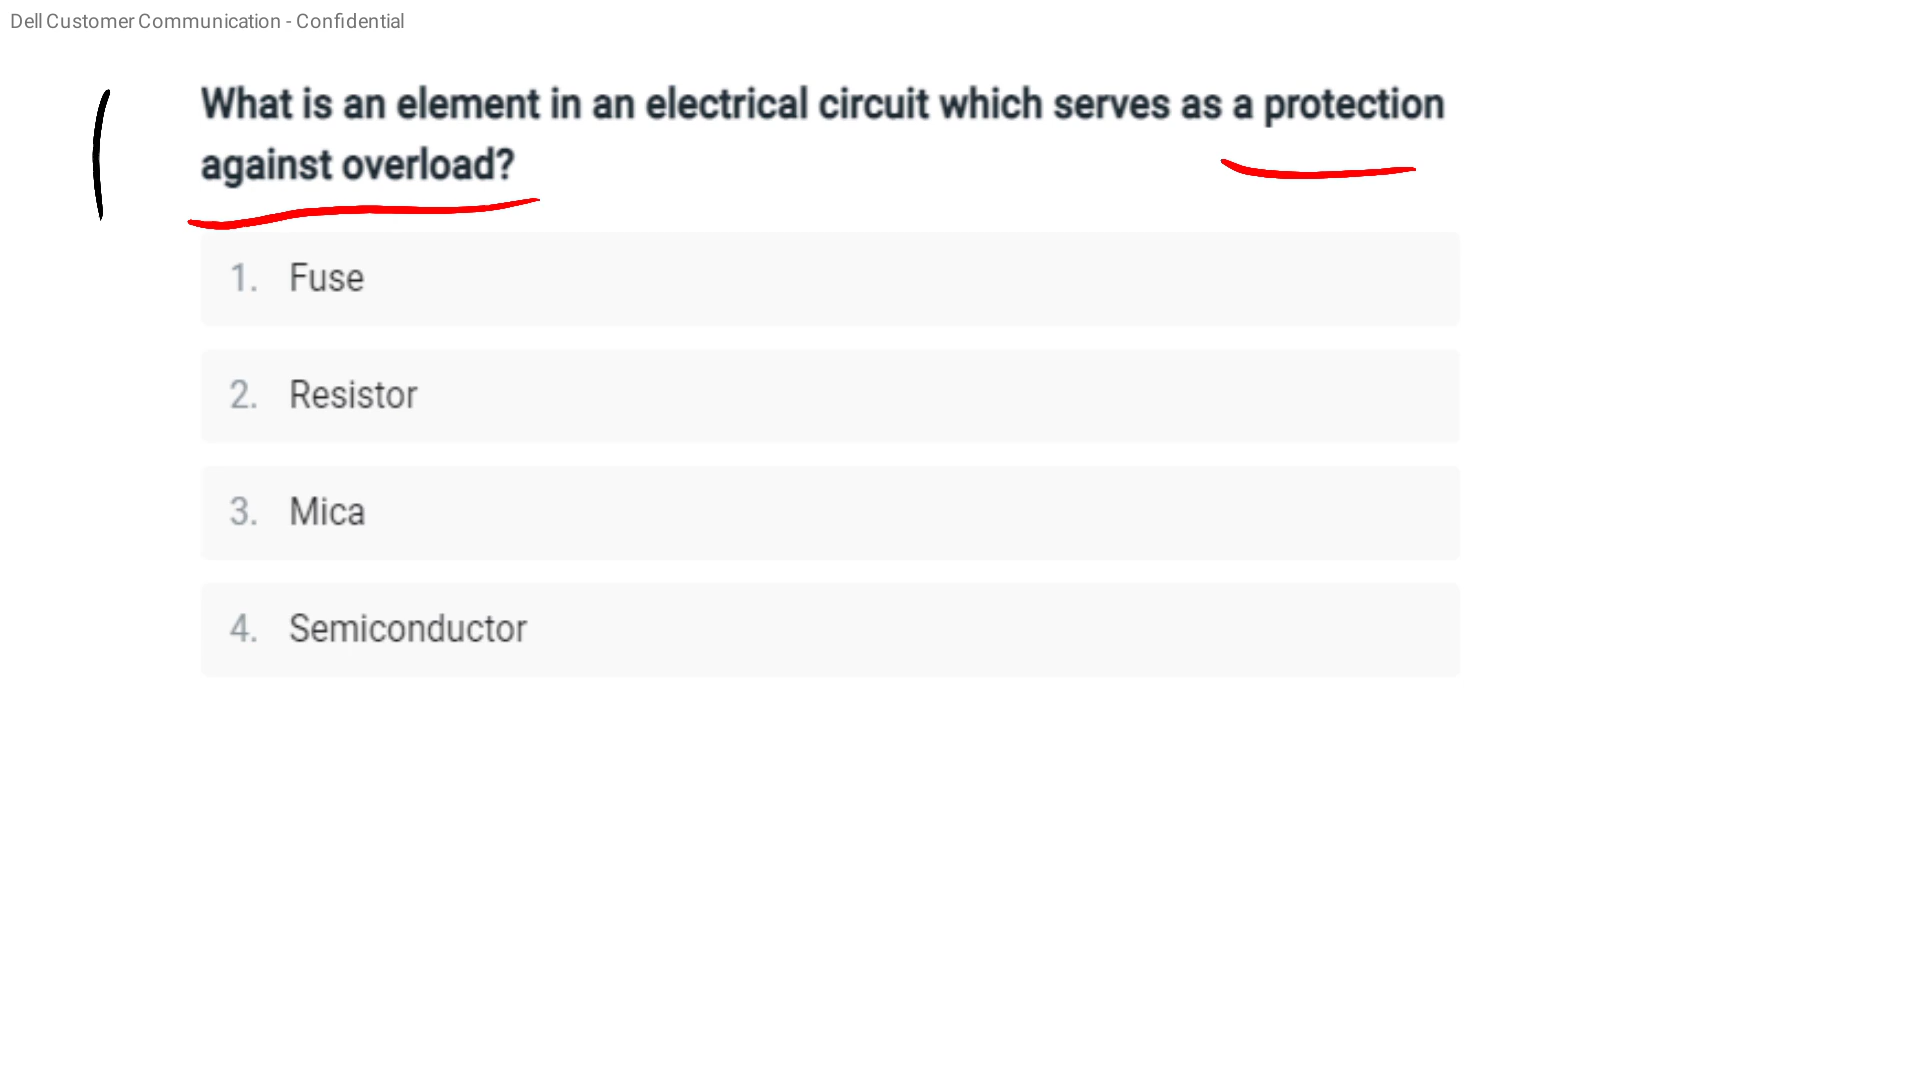 Dell Customer Communication - Confidential
What is an element in an electrical circuit which serves as a protection
against overload?
1. Fuse
2. Resistor
3. Mica
4. Semiconductor